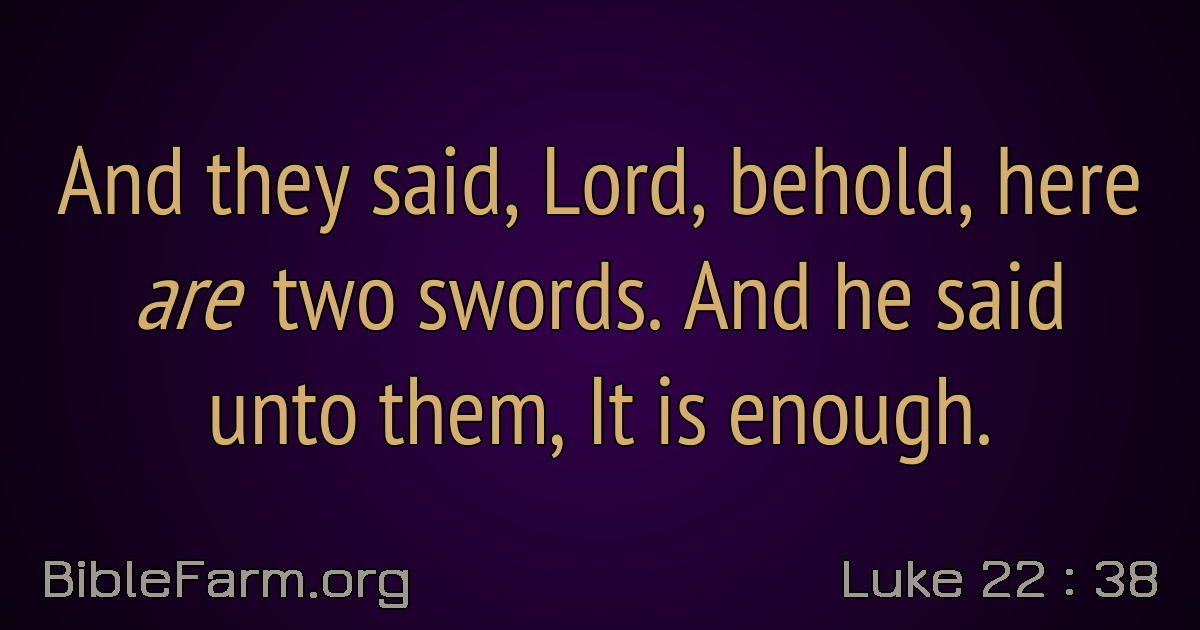 And they said, Lord, behold, here
are two swords. And he said
unto them, It is enough.
BibleFarm.org
Luke 22 : 38